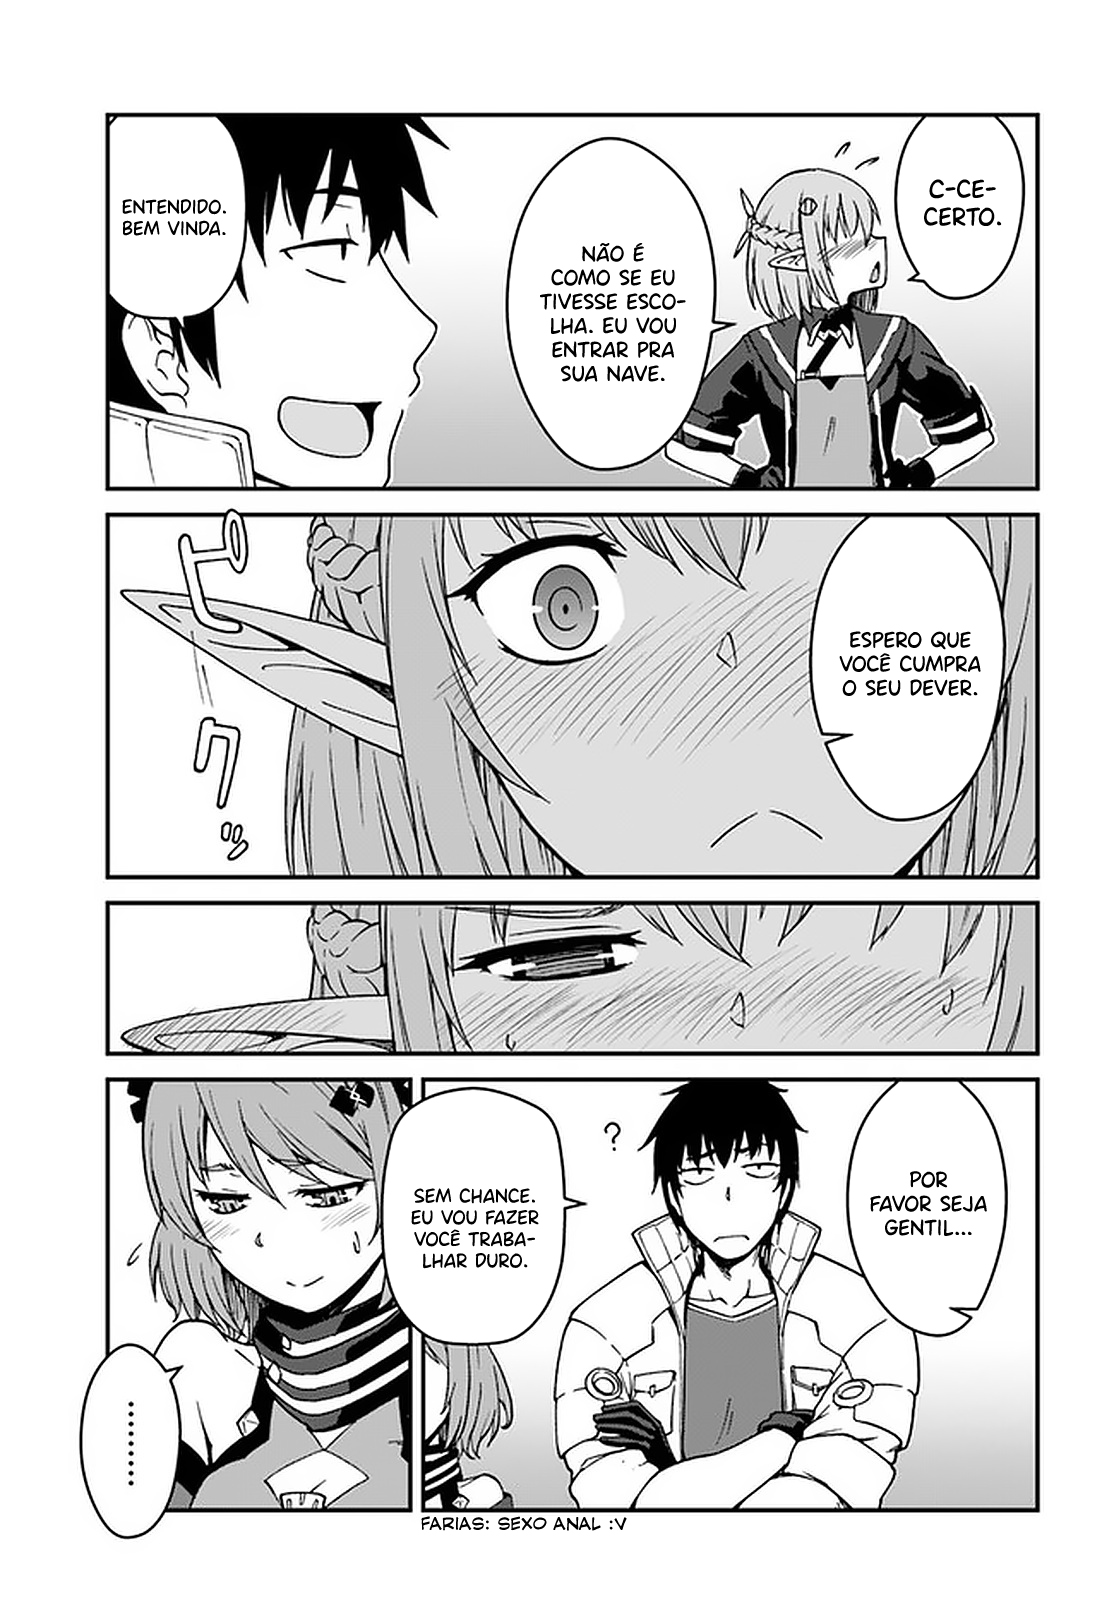 C-CE-
CERTO.
NÃO É
COMO SE EU
TIVESSE ESCO-
LHA. EU VOU
ENTRAR PRA
SUA NAVE.
ENTENDIDO.
BEM VINDA.
ESPERO QUE
VOCÊ CUMPRA
O SEU DEVER.
ピクッ
POR
FAVOR SEJA
GENTIL...
?
SEM CHANCE.
EU VOU FAZER
VOCÊ TRABA-
LHAR DURO.
.........
FARIAS: SEXO ANAL :V